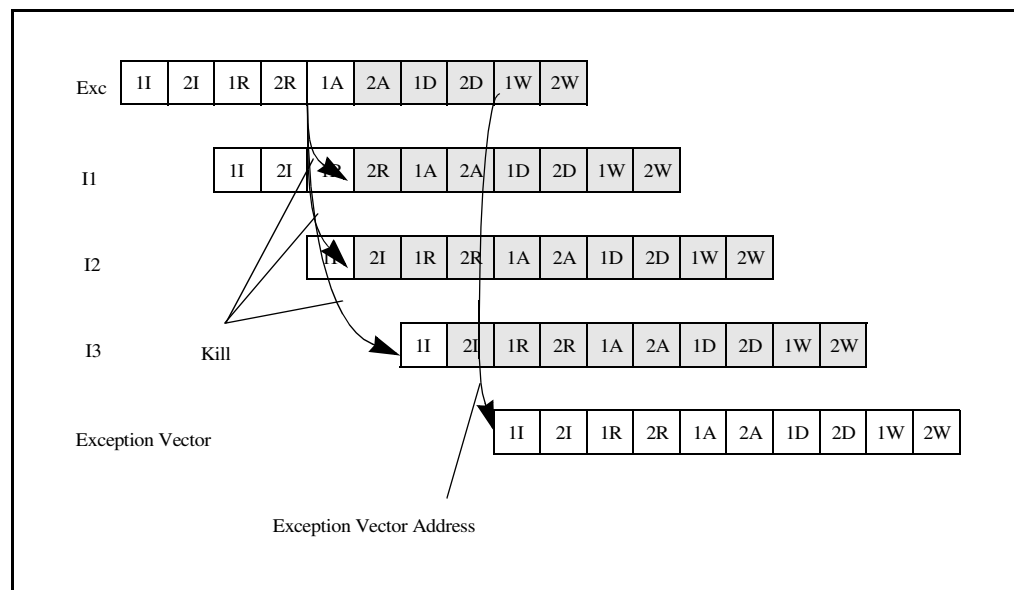 Exc 1I 2I 1R 2R 1A 2A 1D 2D 1W 2W
I1 1I 2I 1R 2R 1A 2A 1D 2D 1W 2W
I2 1I 2I 1R 2R 1A 2A 1D 2D 1W 2W
I3 1I 2I 1R 2R 1A 2A 1D 2D 1W 2W
Kill
Exception Vector 1I 2I 1R 2R 1A 2A 1D 2D 1W 2W
Exception Vector Address